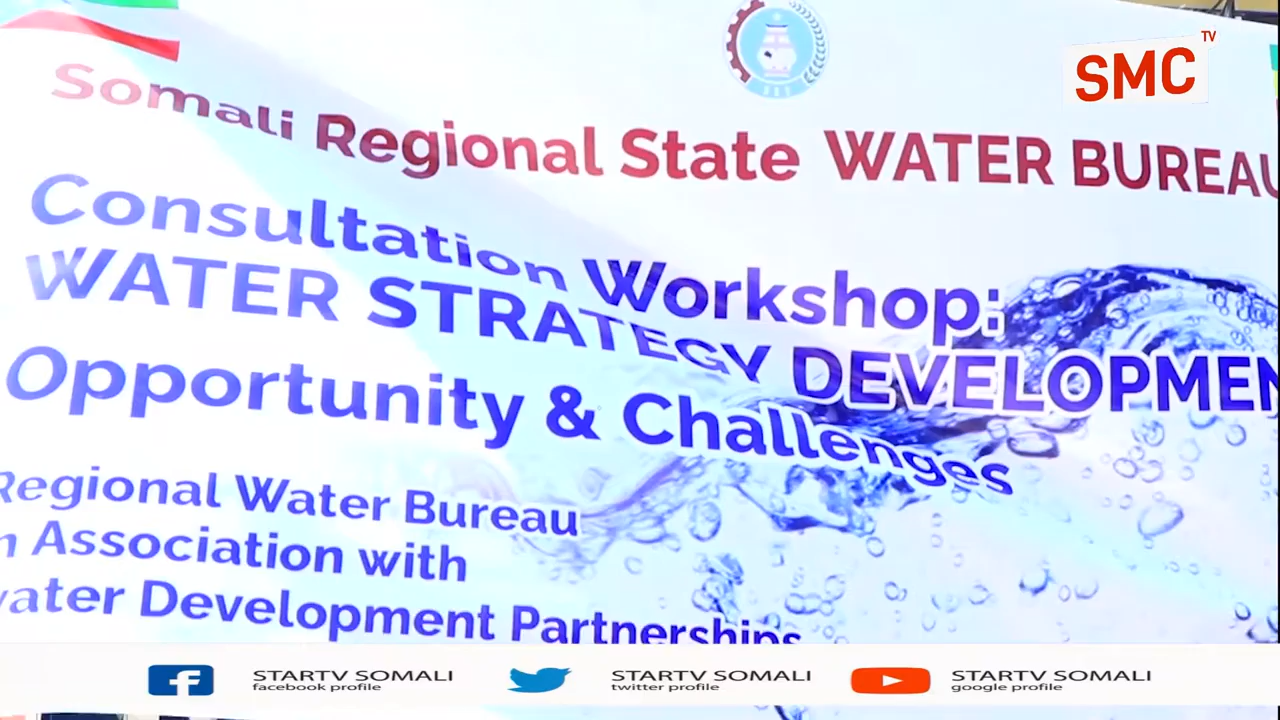 SMC TV
Somali Regional State WATER BUREAU
Consultation Workshop:
WATER STRATEGY DEVELOPMEN
Opportunity & Challenges
Regional Water Bureau
n Association with
water Development Partnerships
STARTV SOMALI
facebook profile
STARTV SOMALI
twitter profile
STARTV SOMALI
google profile